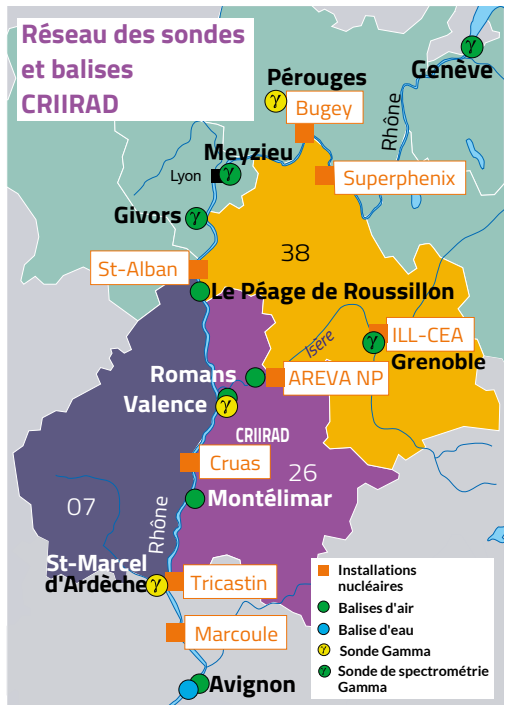 Réseau des sondes
et balises
CRIIRAD
Genève
γ
Pérouges
γ
Bugey
Rhône
Meyzieu
Lyon
γ
Superphenix
Givors
γ
38
St-Alban
Le Péage de Roussillon
Isère
ILL-CEA
γ
Grenoble
Romans
AREVA NP
Valence
γ
CRIIRAD
Cruas
26
07
Montélimar
Rhône
St-Marcel
d'Ardèche
γ
Tricastin
Marcoule
Avignon
Installations
nucléaires
Balises d'air
Balise d'eau
γ Sonde Gamma
γ Sonde de spectrométrie
Gamma